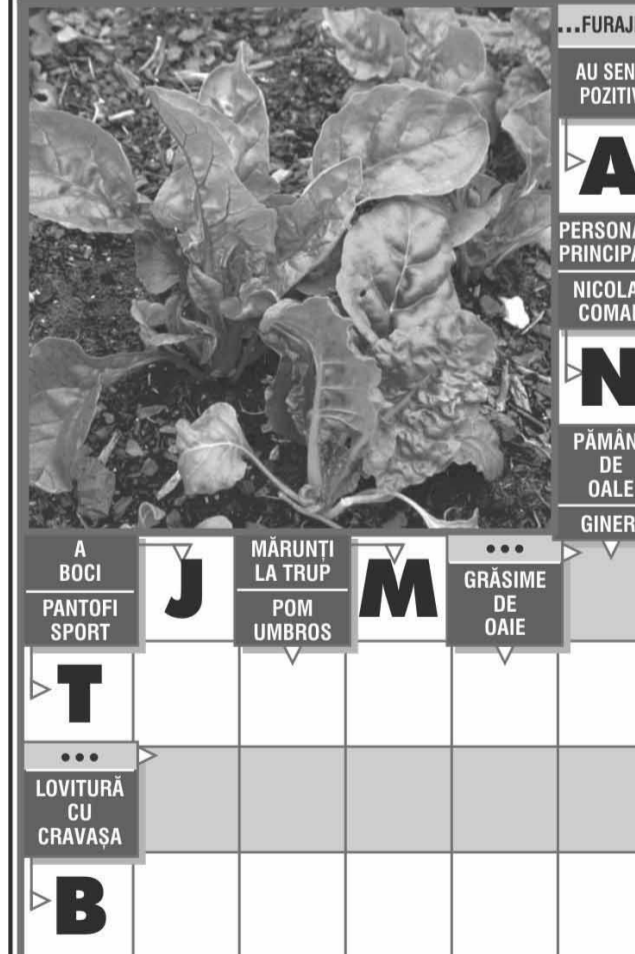 ...FURAJ
AU SEN
POZITIV
A
PERSONA
PRINCIPA
NICOLA
N
PĂMÂN
DE
OALE
GINER
A
BOCI
PANTOFI
SPORT
J
MĂRUNȚI
LA TRUP
POM
UMBROS
M
•••
GRĂSIME
DE
OAIE
T
•••
LOVITURĂ
CU
CRAVAȘA
B